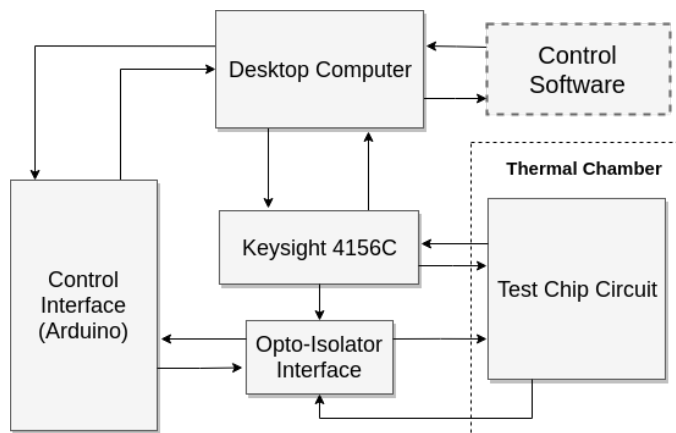 Desktop Computer
Control
Software
Thermal Chamber
Keysight 4156C
Test Chip Circuit
Control
Interface
(Arduino)
Opto-Isolator
Interface